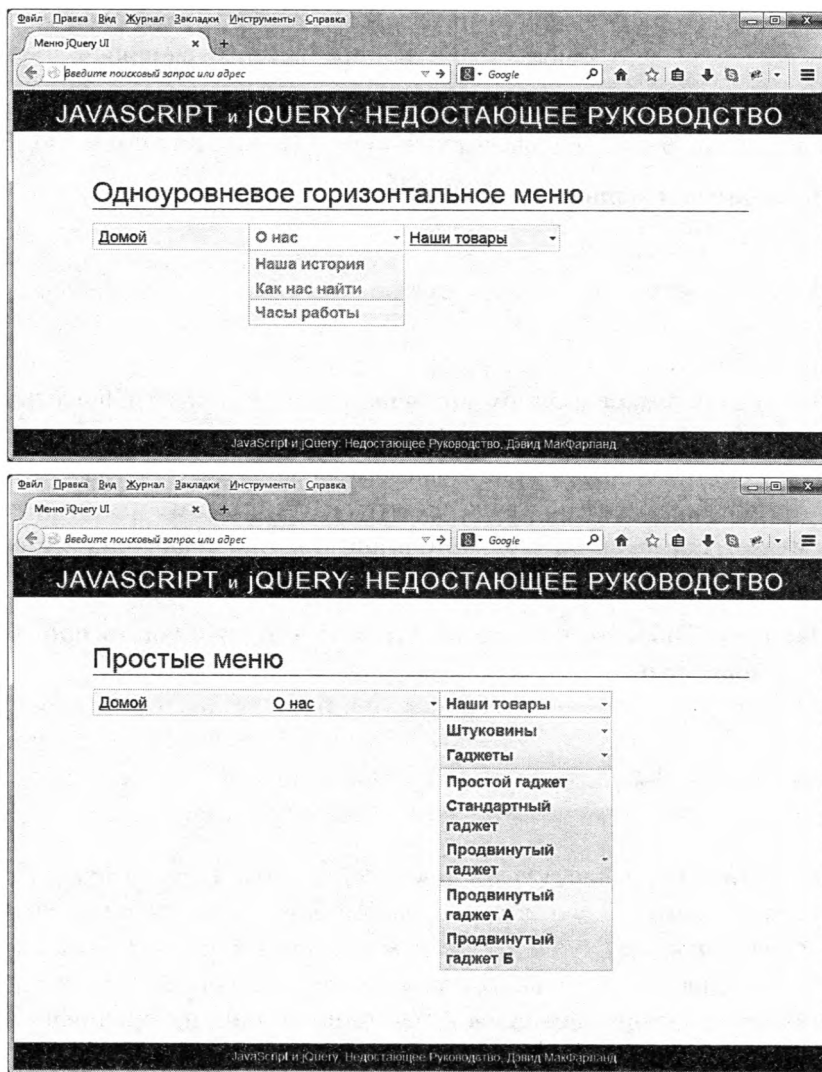 Файл Правка Вид Журнал Закладки Инструменты Справка
Меню jQuery UI × +
Введите поисковый запрос или адрес
Google
JAVASCRIPT и jQUERY: НЕДОСТАЮЩЕЕ РУКОВОДСТВО
Одноуровневое горизонтальное меню
Домой О нас Наши товары
Наша история
Как нас найти
Часы работы
JavaScript и jQuery: Недостающее Руководство, Дэвид МакФарланд
Файл Правка Вид Журнал Закладки Инструменты Справка
Меню jQuery UI × +
Введите поисковый запрос или адрес
Google
JAVASCRIPT и jQUERY: НЕДОСТАЮЩЕЕ РУКОВОДСТВО
Простые меню
Домой О нас Наши товары
Штуковины
Гаджеты
Простой гаджет
Стандартный
гаджет
Продвинутый
гаджет
Продвинутый
гаджет А
Продвинутый
гаджет Б
JavaScript и jQuery: Недостающее Руководство, Дэвид МакФарланд